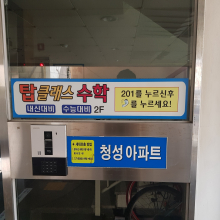 탑클래스 수학
내신대비 수능대비 2F
201를 누르신후
를 누르세요!
청성아파트